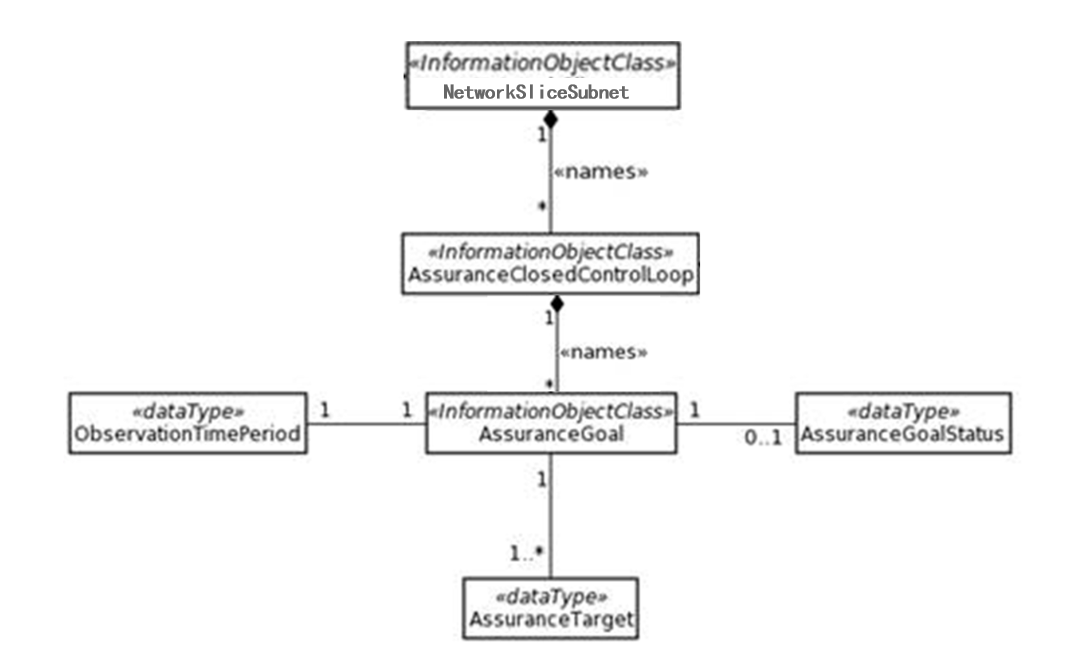 «InformationObjectClass»
NetworkSliceSubnet
1
«names»
*
«InformationObjectClass»
AssuranceClosedControlLoop
1
«names»
*
«dataType»
ObservationTimePeriod
1
1
«InformationObjectClass»
AssuranceGoal
1
0..1
«dataType»
AssuranceGoalStatus
1
1..*
«dataType»
AssuranceTarget